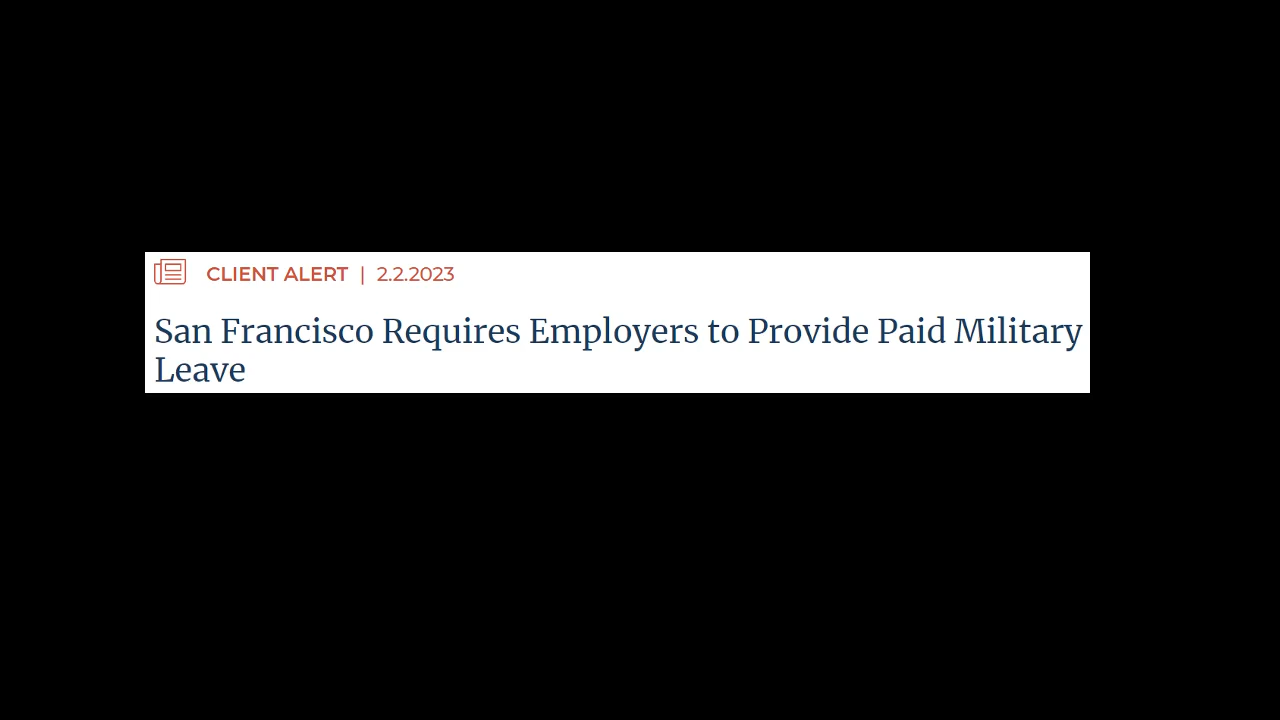 CLIENT ALERT | 2.2.2023
San Francisco Requires Employers to Provide Paid Military
Leave